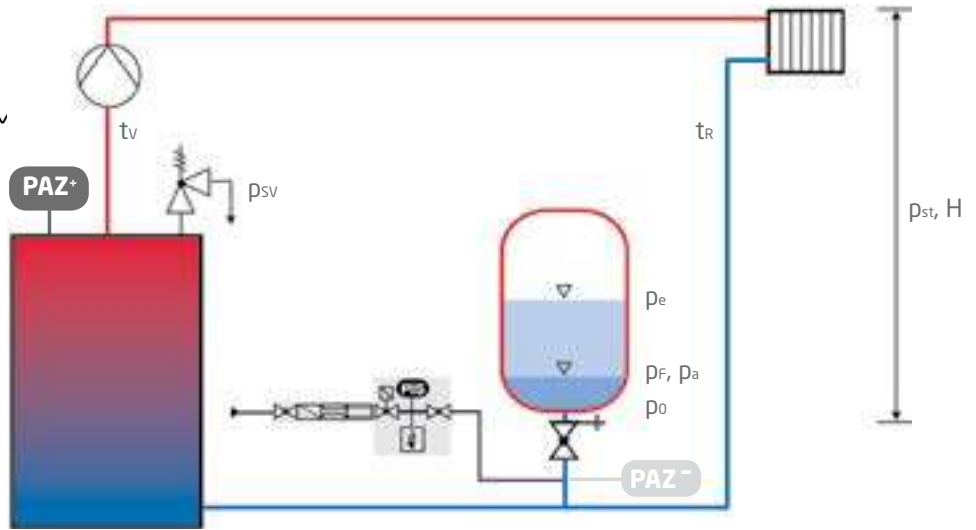 tV
tR
PAZ+
pSV
pst, H
pe
pF, pa
p0
PAZ –